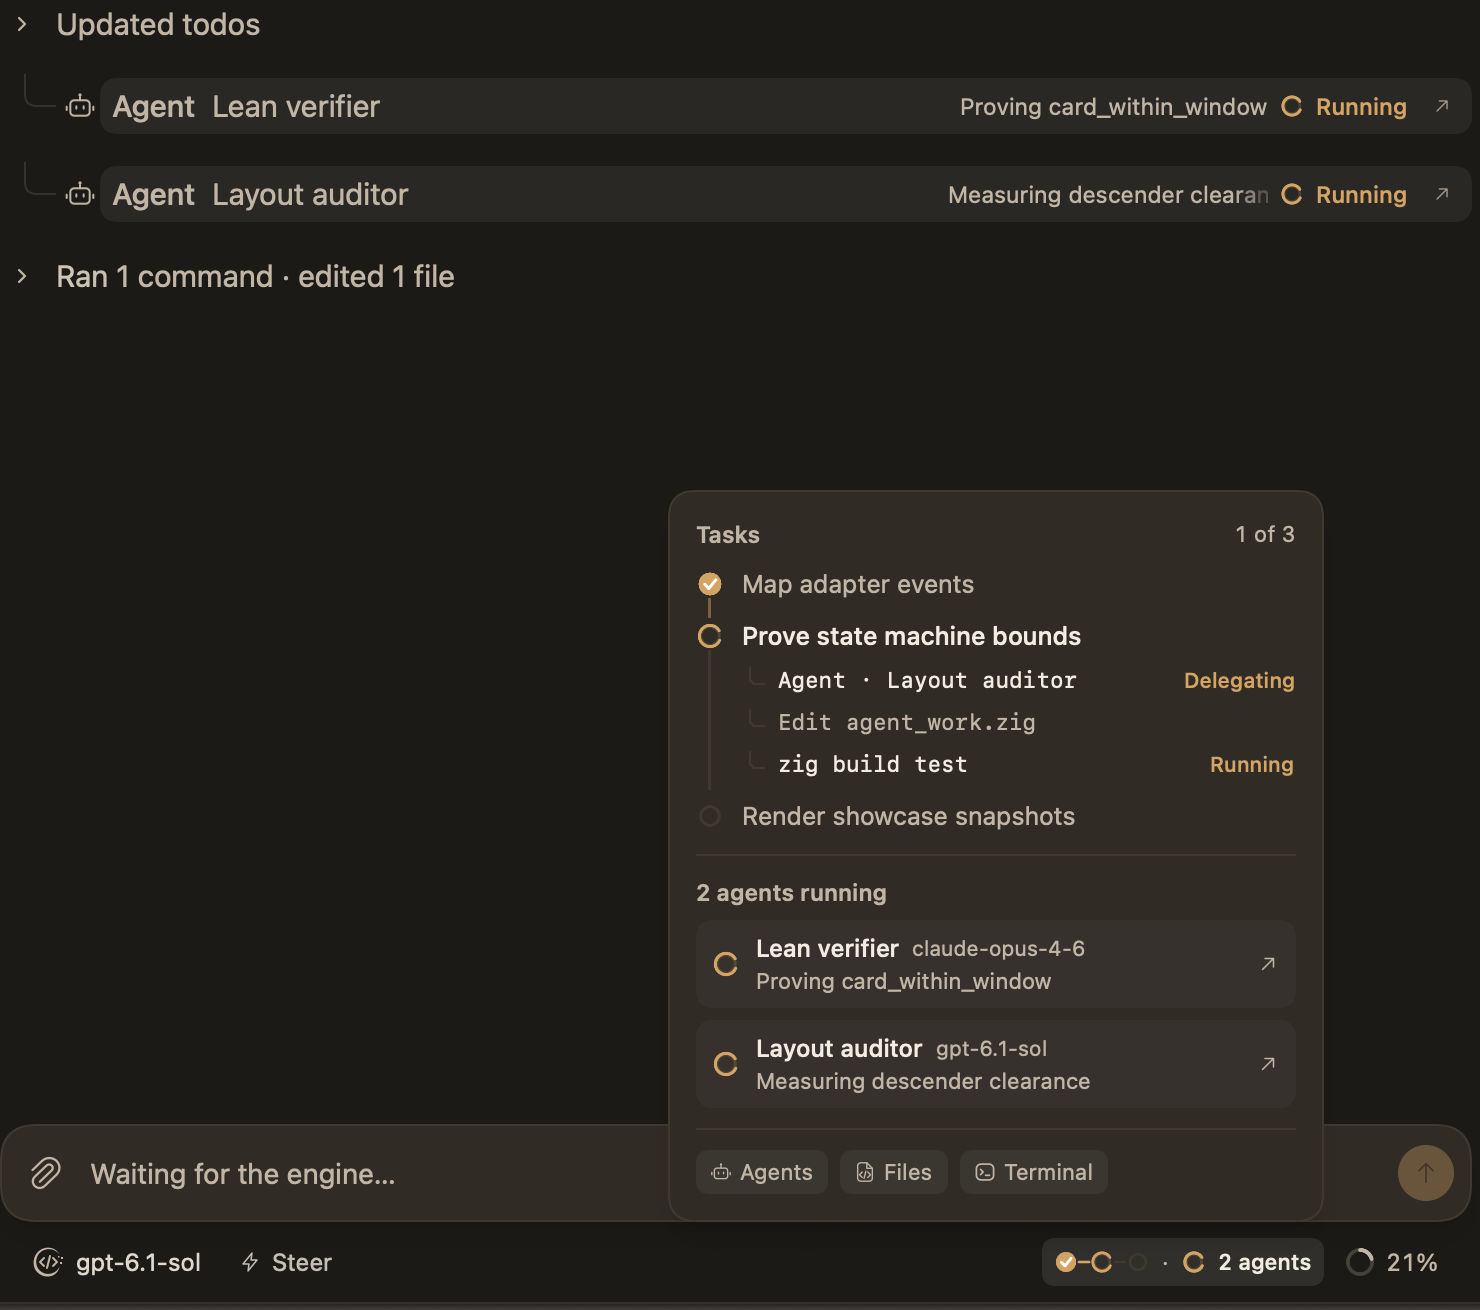 Updated todos
Agent Lean verifier Proving card_within_window Running
Agent Layout auditor Measuring descender clearan Running
Ran 1 command · edited 1 file
Tasks 1 of 3
Map adapter events
Prove state machine bounds
Agent · Layout auditor Delegating
Edit agent_work.zig
zig build test Running
Render showcase snapshots
2 agents running
Lean verifier claude-opus-4-6
Proving card_within_window
Layout auditor gpt-6.1-sol
Measuring descender clearance
Agents Files Terminal
Waiting for the engine...
gpt-6.1-sol Steer · 2 agents 21%